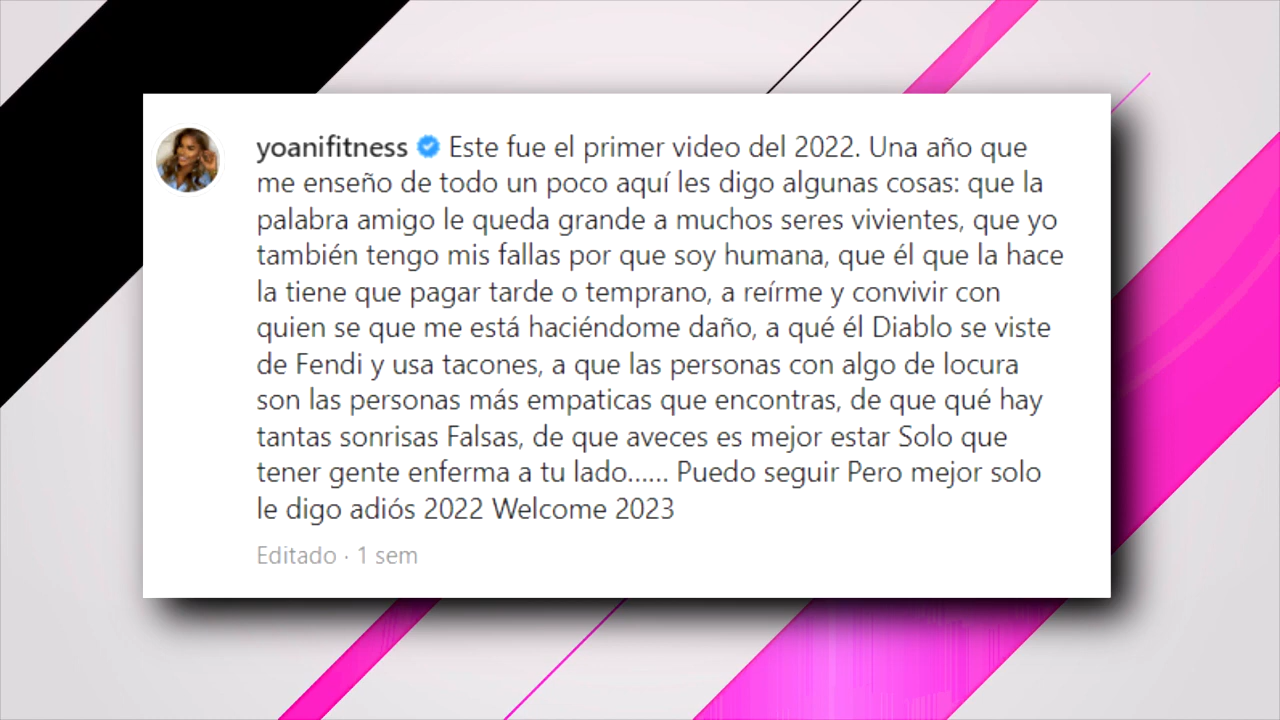 yoanifitness Este fue el primer video del 2022. Una año que
me enseño de todo un poco aquí les digo algunas cosas: que la
palabra amigo le queda grande a muchos seres vivientes, que yo
también tengo mis fallas por que soy humana, que él que la hace
la tiene que pagar tarde o temprano, a reírme y convivir con
quien se que me está haciéndome daño, a qué él Diablo se viste
de Fendi y usa tacones, a que las personas con algo de locura
son las personas más empaticas que encontras, de que qué hay
tantas sonrisas Falsas, de que aveces es mejor estar Solo que
tener gente enferma a tu lado...... Puedo seguir Pero mejor solo
le digo adiós 2022 Welcome 2023
Editado · 1 sem